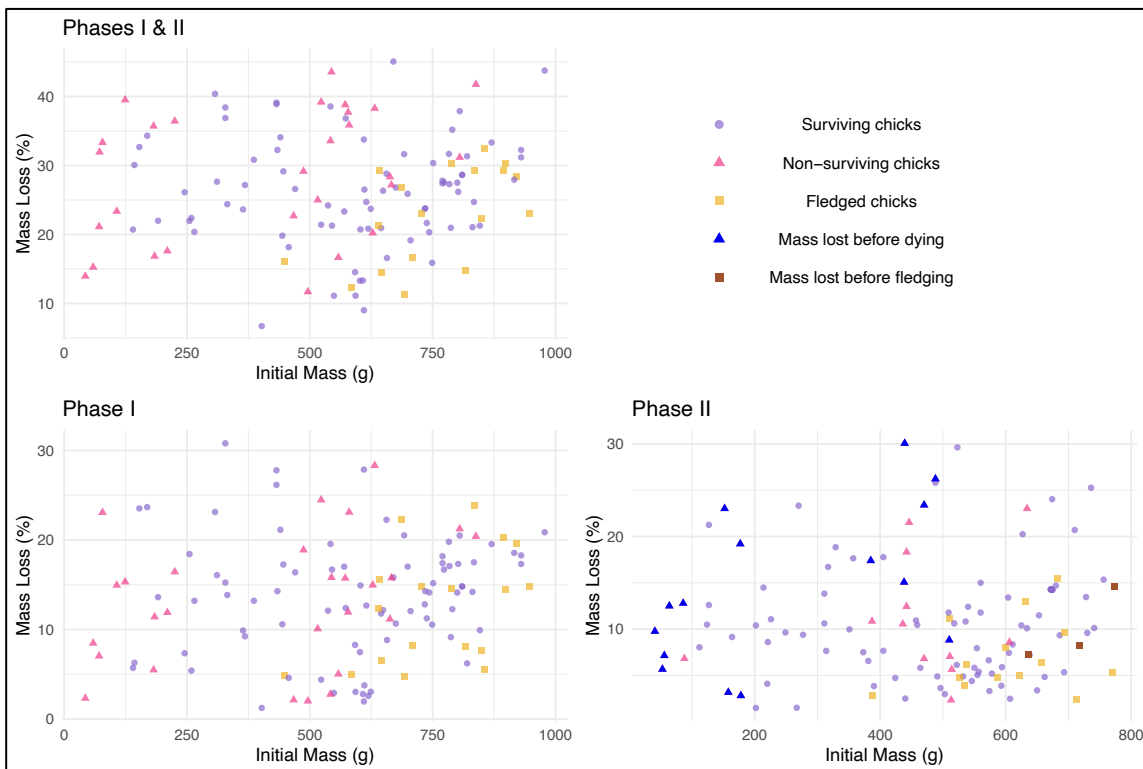 Phases I & II
Mass Loss (%)
40
30
20
10
0
250
500
750
1000
Initial Mass (g)
Surviving chicks
Non−surviving chicks
Fledged chicks
Mass lost before dying
Mass lost before fledging
Phase I
Mass Loss (%)
30
20
10
0
0
250
500
750
1000
Initial Mass (g)
Phase II
Mass Loss (%)
30
20
10
0
200
400
600
800
Initial Mass (g)